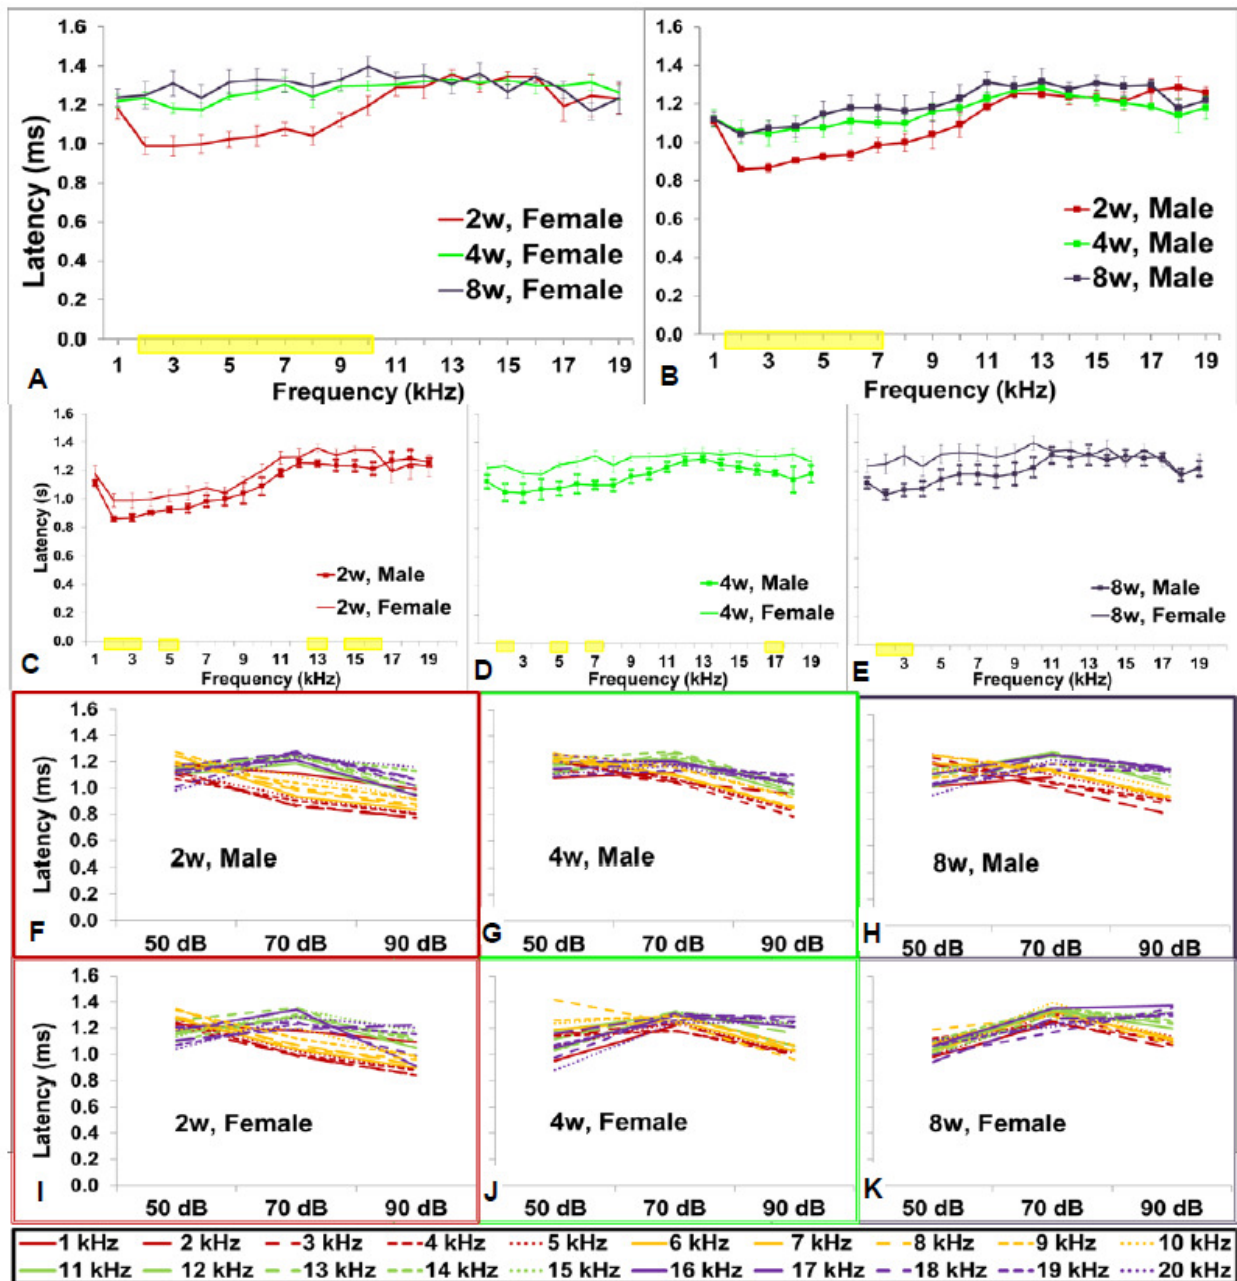 1.6
1.4
1.2
1.0
0.8
0.6
0.4
0.2
0.0
Latency (ms)
2w, Female
4w, Female
8w, Female
1 3 5 7 9 11 13 15 17 19
A
Frequency (kHz)
1.6
1.4
1.2
1.0
0.8
0.6
0.4
0.2
0.0
2w, Male
4w, Male
8w, Male
1 3 5 7 9 11 13 15 17 19
B
Frequency (kHz)
1.6
1.4
1.2
1.0
0.8
0.6
0.4
0.2
0.0
Latency (s)
2w, Male
2w, Female
C
1 3 5 7 9 11 13 15 17 19
Frequency (kHz)
4w, Male
4w, Female
D
3 5 7 9 11 13 15 17 19
Frequency (kHz)
8w, Male
8w, Female
E
3 5 7 9 11 13 15 17 19
Frequency (kHz)
1.6
1.4
1.2
1.0
0.8
0.6
0.4
0.2
0.0
Latency (ms)
2w, Male
F
50 dB 70 dB 90 dB
4w, Male
G
50 dB 70 dB 90 dB
8w, Male
H
50 dB 70 dB 90 dB
1.6
1.4
1.2
1.0
0.8
0.6
0.4
0.2
0.0
Latency (ms)
2w, Female
I
50 dB 70 dB 90 dB
4w, Female
J
50 dB 70 dB 90 dB
8w, Female
K
50 dB 70 dB 90 dB
1 kHz 2 kHz 3 kHz 4 kHz 5 kHz 6 kHz 7 kHz 8 kHz 9 kHz 10 kHz
11 kHz 12 kHz 13 kHz 14 kHz 15 kHz 16 kHz 17 kHz 18 kHz 19 kHz 20 kHz